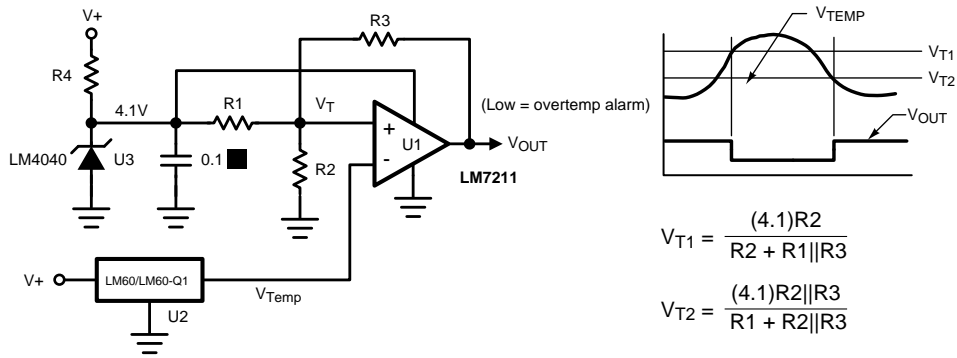 V+
R3
R4
4.1V
R1
VT
U1
+
-
(Low = overtemp alarm)
VOUT
LM4040
U3
0.1
R2
LM7211
V+
LM60/LM60-Q1
VTemp
U2
VTEMP
VT1
VT2
VOUT
VT1 = (4.1)R2 / R2 + R1||R3
VT2 = (4.1)R2||R3 / R1 + R2||R3